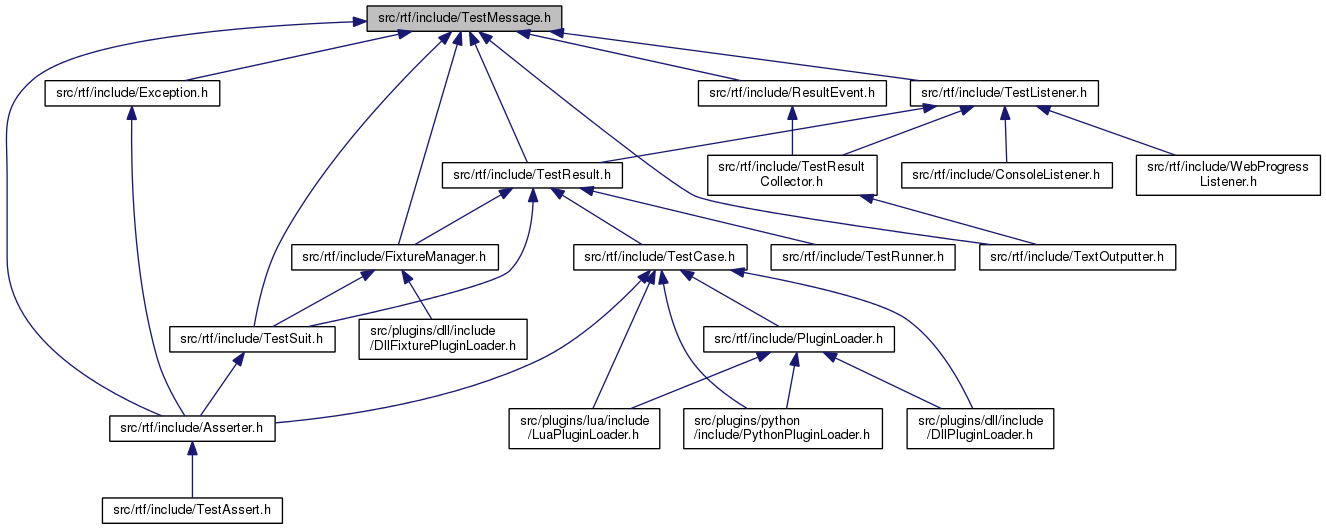 src/rtf/include/TestMessage.h
src/rtf/include/Exception.h
src/rtf/include/ResultEvent.h
src/rtf/include/TestListener.h
src/rtf/include/TestResult.h
src/rtf/include/TestResult
Collector.h
src/rtf/include/ConsoleListener.h
src/rtf/include/WebProgress
Listener.h
src/rtf/include/FixtureManager.h
src/rtf/include/TestCase.h
src/rtf/include/TestRunner.h
src/rtf/include/TextOutputter.h
src/rtf/include/TestSuit.h
src/plugins/dll/include
/DllFixturePluginLoader.h
src/rtf/include/PluginLoader.h
src/rtf/include/Asserter.h
src/plugins/lua/include
/LuaPluginLoader.h
src/plugins/python
/include/PythonPluginLoader.h
src/plugins/dll/include
/DllPluginLoader.h
src/rtf/include/TestAssert.h